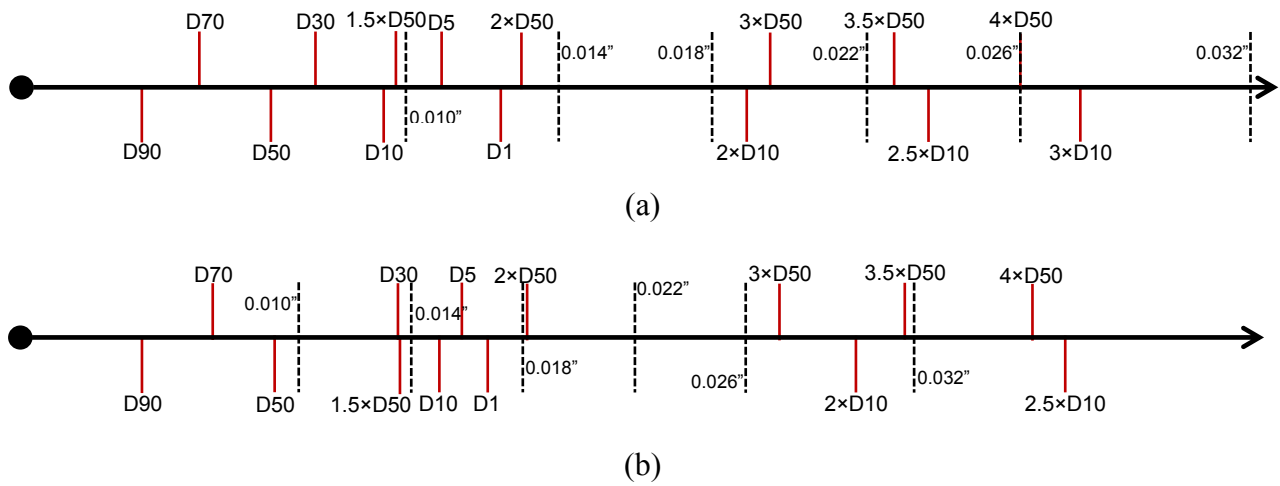 D70 D30 1.5×D50 D5 2×D50 3×D50 3.5×D50 4×D50
0.014” 0.018” 0.022” 0.026” 0.032”
0.010”
D90 D50 D10 D1 2×D10 2.5×D10 3×D10
(a)
D70 D30 D5 2×D50 3×D50 3.5×D50 4×D50
0.010” 0.014” 0.022”
0.018” 0.026” 0.032”
D90 D50 1.5×D50 D10 D1 2×D10 2.5×D10
(b)